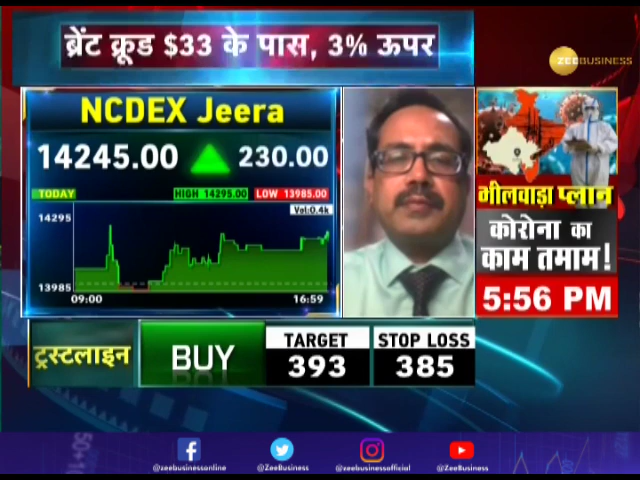 ब्रेंट क्रूड $33 के पास, 3% ऊपर
ZEEBUSINESS
NCDEX Jeera
14245.00 230.00
TODAY HIGH 14295.00 LOW 13985.00
Vol:0.4k
14295
13985
09:00 16:59
भीलवाड़ा प्लान
कोरोना का
काम तमाम!
5:56 PM
ट्रस्टलाइन BUY
TARGET STOP LOSS
393 385
@zeebusinessonline @ZeeBusiness @zeebusinessofficial @ZeeBusiness